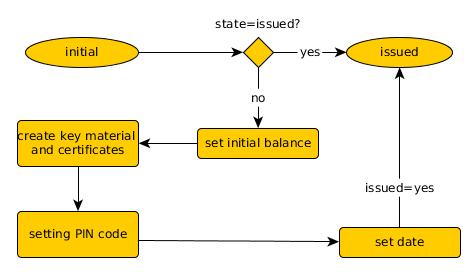 state=issued?
initial
yes
issued
no
create key material
and certificates
set initial balance
issued=yes
setting PIN code
set date